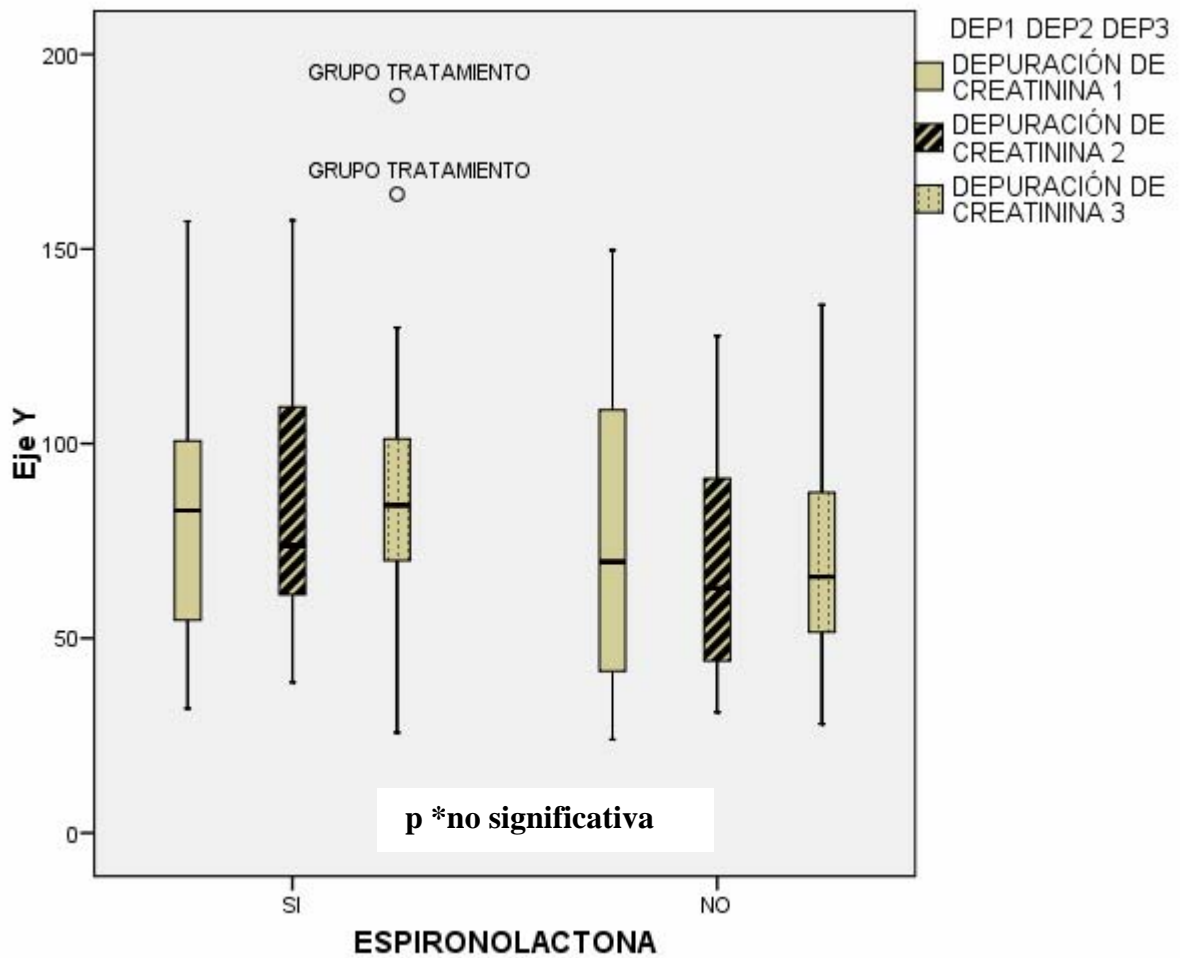 DEP1 DEP2 DEP3
DEPURACIÓN DE
CREATININA 1
DEPURACIÓN DE
CREATININA 2
DEPURACIÓN DE
CREATININA 3
200
150
100
50
0
Eje Y
GRUPO TRATAMIENTO
GRUPO TRATAMIENTO
p *no significativa
SI
NO
ESPIRONOLACTONA